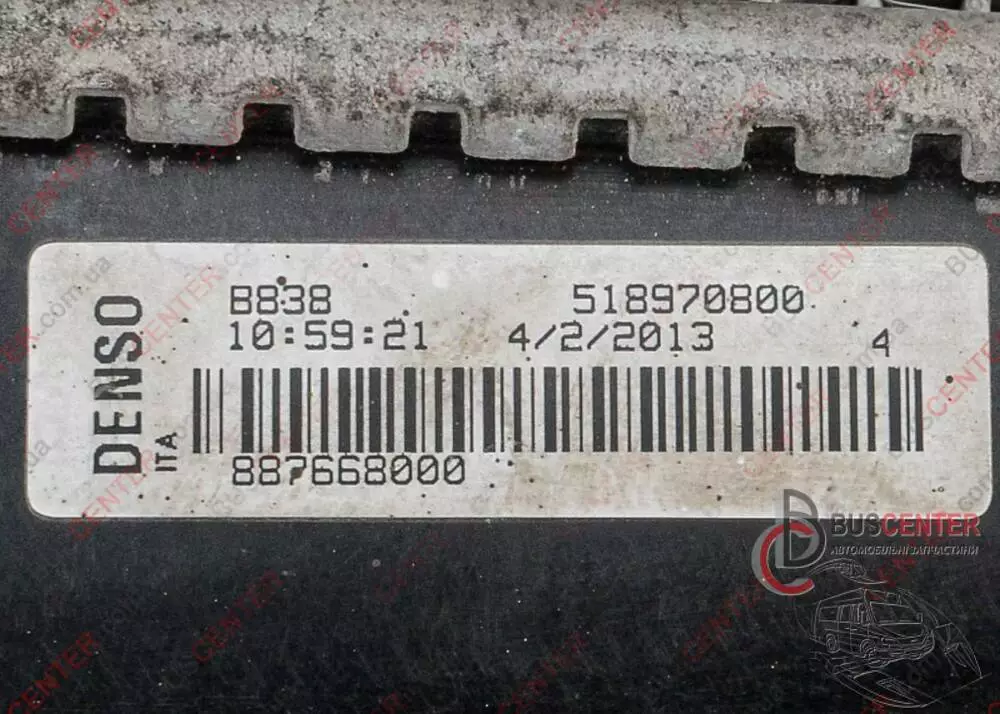 B838 518970800
10:59:21 4/2/2013 4
DENSO
ITA
887668000
BUSCENTER
АВТОМОБІЛЬНІ ЗАПЧАСТИНИ